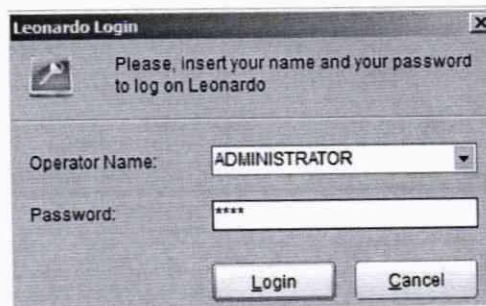 Leonardo Login
Please, insert your name and your password
to log on Leonardo
Operator Name:
ADMINISTRATOR
Password:
****
Login
Cancel